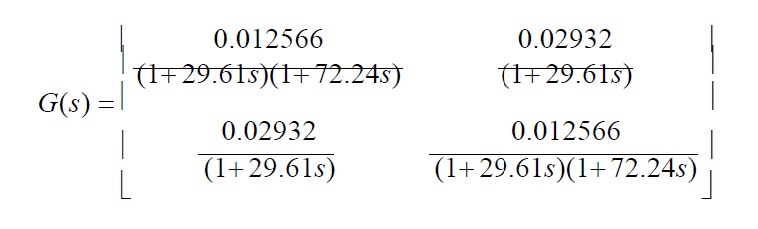 0.012566 0.02932
(1+29.61s)(1+72.24s) (1+29.61s)
G(s) =
0.02932 0.012566
(1+29.61s) (1+29.61s)(1+72.24s)